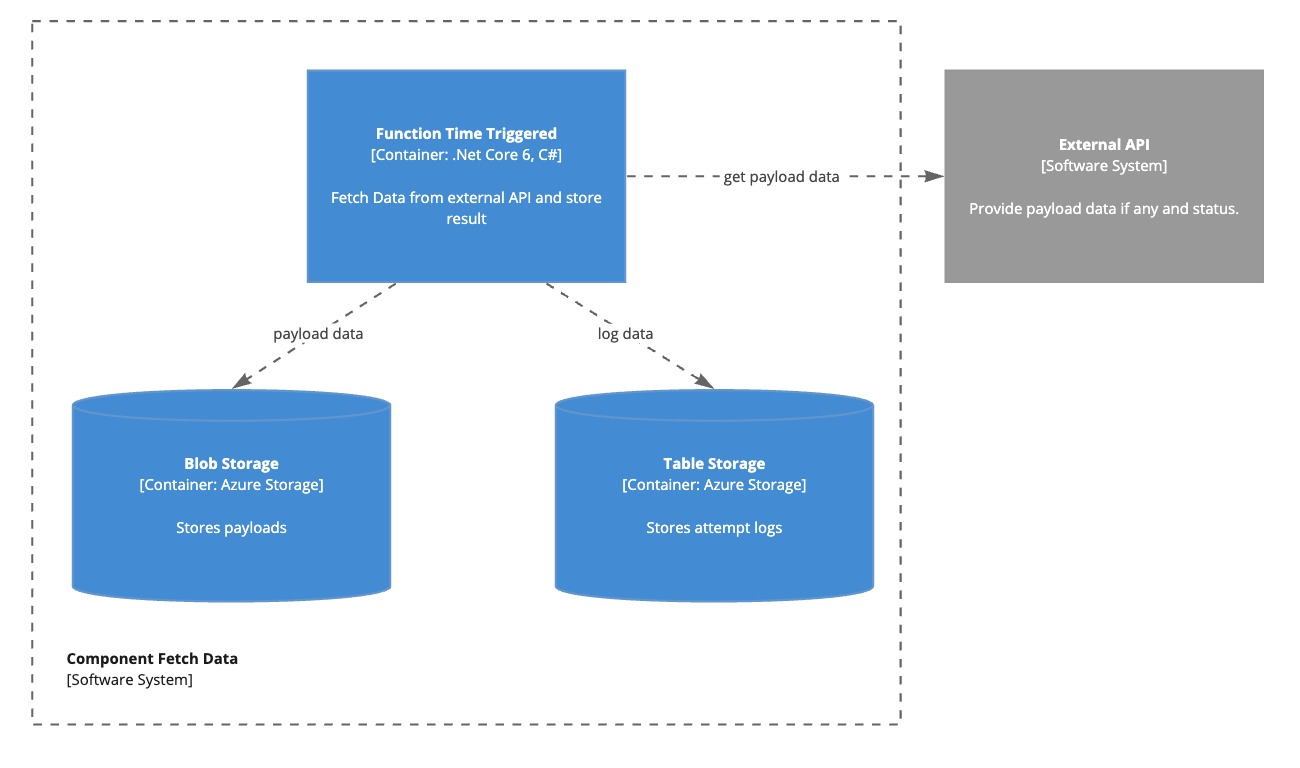 Function Time Triggered
[Container: .Net Core 6, C#]
Fetch Data from external API and store
result
get payload data
External API
[Software System]
Provide payload data if any and status.
payload data
log data
Blob Storage
[Container: Azure Storage]
Stores payloads
Table Storage
[Container: Azure Storage]
Stores attempt logs
Component Fetch Data
[Software System]